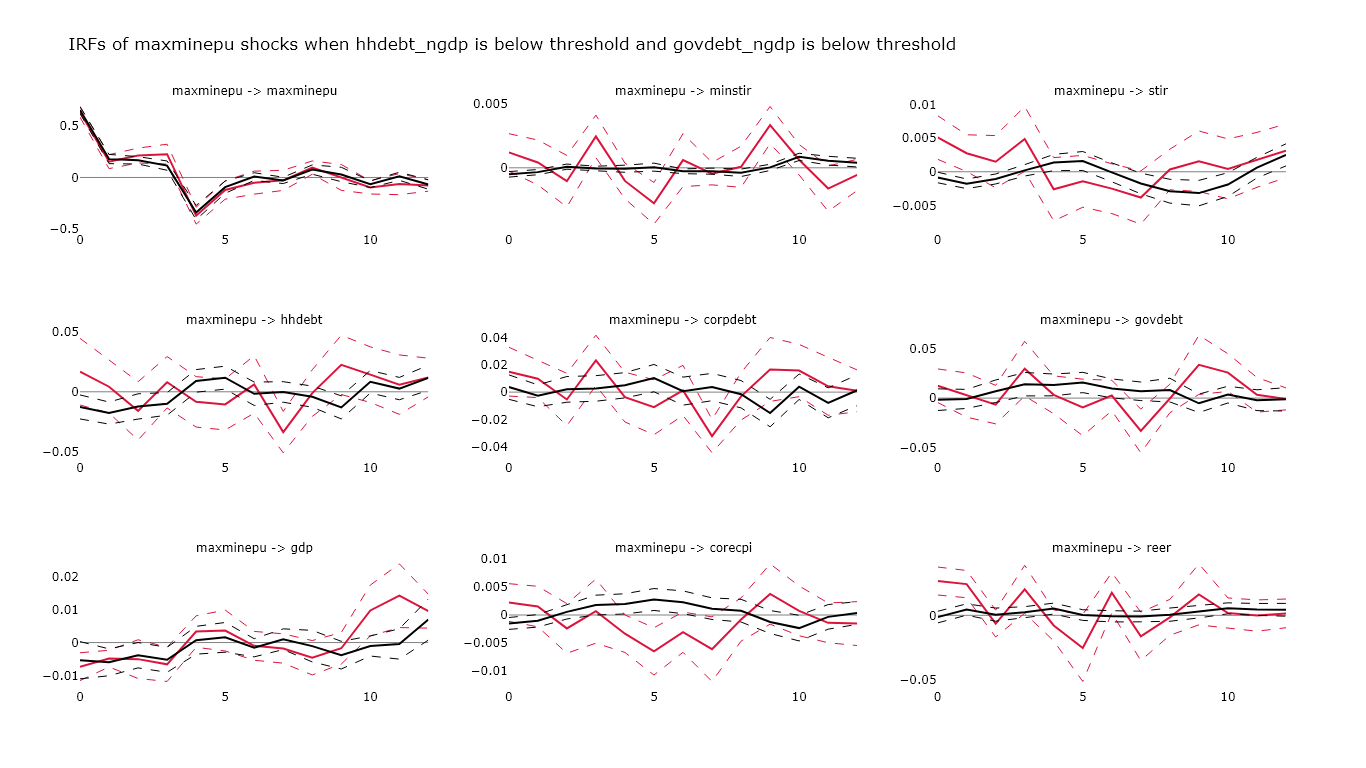 IRFs of maxminepu shocks when hhdebt_ngdp is below threshold and govdebt_ngdp is below threshold
maxminepu -> maxminepu
0.5
0
−0.5
0 5 10
maxminepu -> minstir
0.005
0
0 5 10
maxminepu -> stir
0.01
0.005
0
−0.005
0 5 10
maxminepu -> hhdebt
0.05
0
−0.05
0 5 10
maxminepu -> corpdebt
0.04
0.02
0
−0.02
−0.04
0 5 10
maxminepu -> govdebt
0.05
0
−0.05
0 5 10
maxminepu -> gdp
0.02
0.01
0
−0.01
0 5 10
maxminepu -> corecpi
0.01
0.005
0
−0.005
−0.01
0 5 10
maxminepu -> reer
0
−0.05
0 5 10